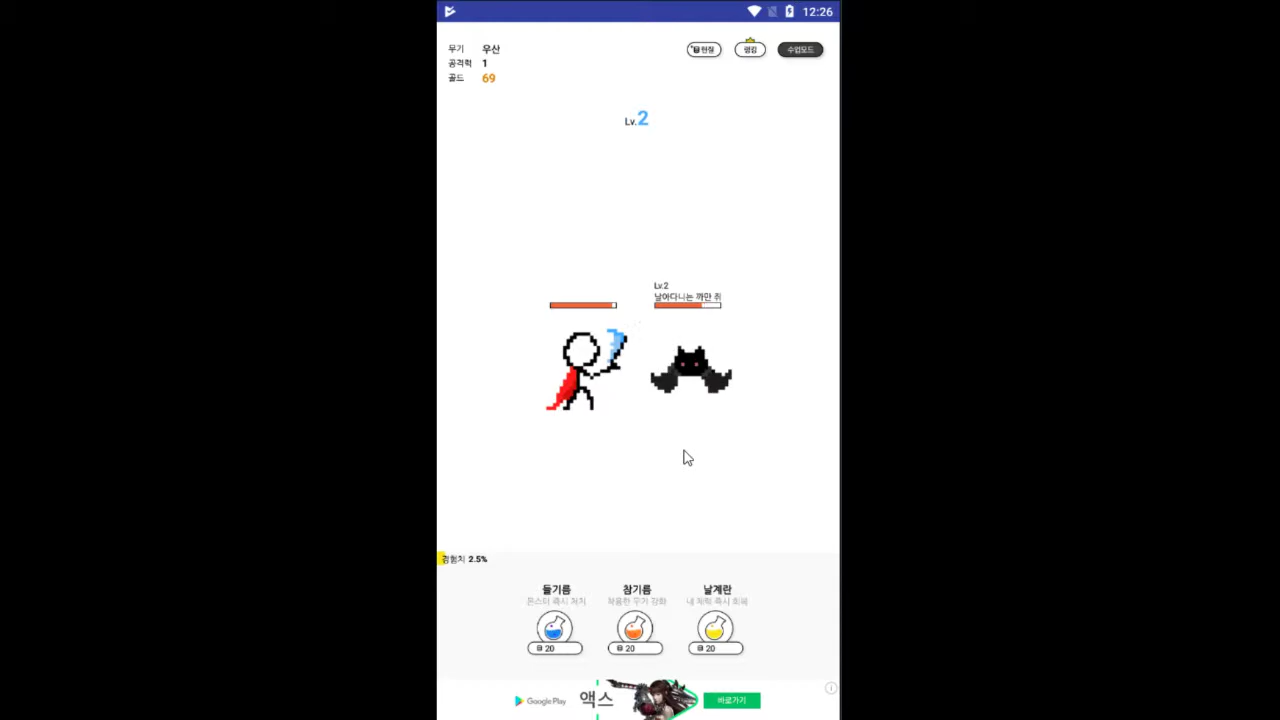 12:26
무기 우산
공격력 1
골드 69
현질
랭킹
수업모드
Lv.2
Lv.2
날아다니는 까만 쥐
경험치 2.5%
들기름
몬스터 즉시 처치
20
참기름
착용한 무기 강화
20
날계란
내 체력 즉시 회복
20
Google Play
액스
바로가기